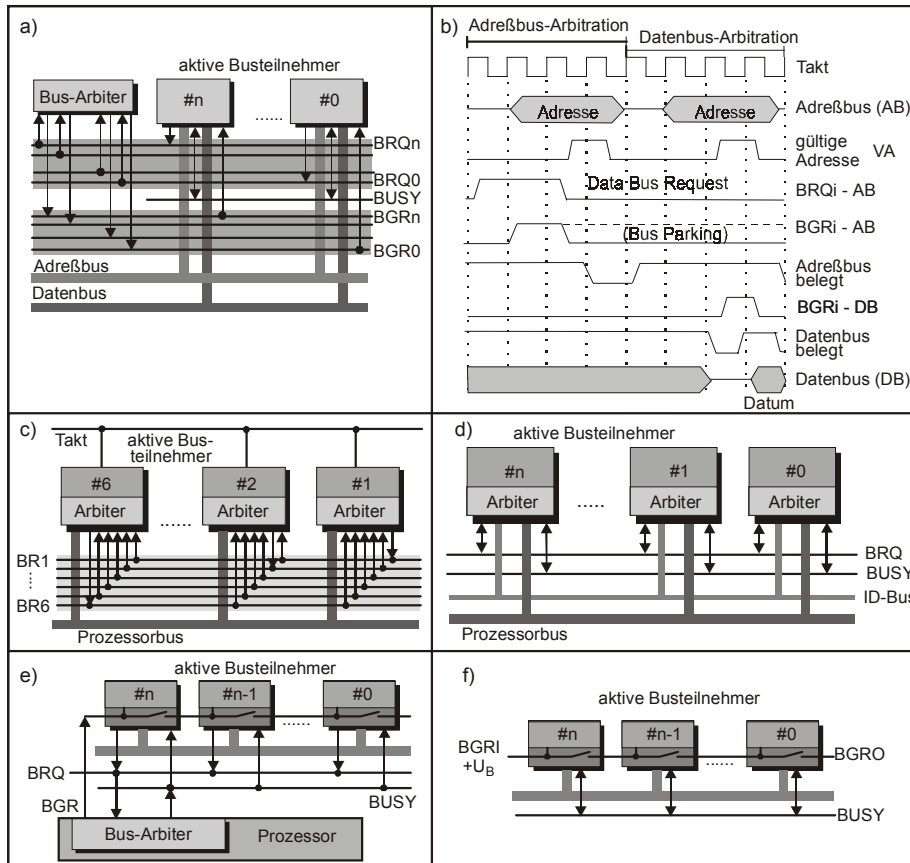 a)
aktive Busteilnehmer
Bus-Arbiter
#n
......
#0
BRQn
BRQ0
BUSY
BGRn
BGR0
Adreßbus
Datenbus
b)
Adreßbus-Arbitration
Datenbus-Arbitration
Takt
Adresse
Adresse
Adreßbus (AB)
gültige
Adresse
VA
Data Bus Request
BRQi - AB
(Bus Parking)
BGRi - AB
Adreßbus
belegt
BGRi - DB
Datenbus
belegt
Datenbus (DB)
Datum
c)
Takt
aktive Bus-
teilnehmer
#6
#2
#1
Arbiter
......
Arbiter
Arbiter
BR1
BR6
Prozessorbus
d)
aktive Busteilnehmer
#n
#1
#0
Arbiter
......
Arbiter
Arbiter
BRQ
BUSY
ID-Bus
Prozessorbus
e)
aktive Busteilnehmer
#n
#n-1
#0
......
BRQ
BGR
BUSY
Bus-Arbiter
Prozessor
f)
aktive Busteilnehmer
#n
#n-1
#0
BGRI
+U_B
......
BGRO
BUSY